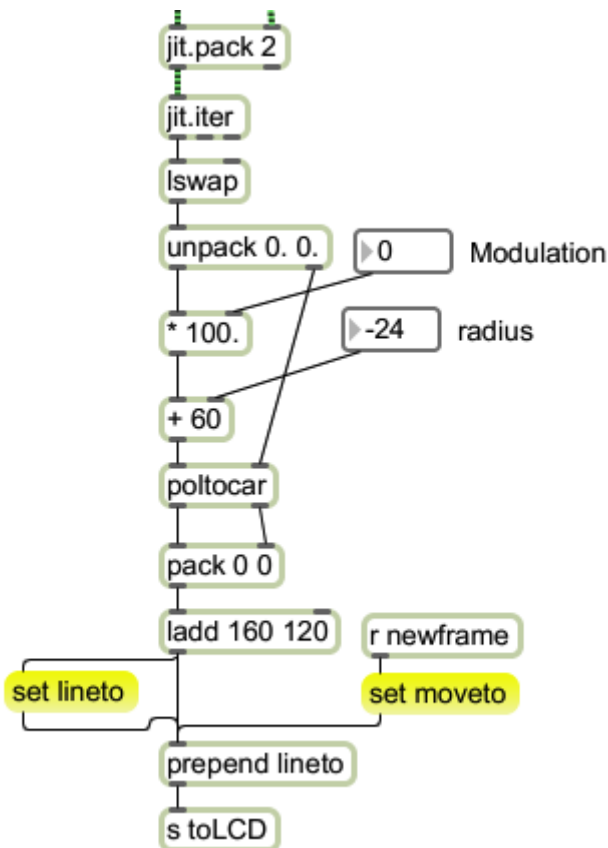 jit.pack 2
jit.iter
lswap
unpack 0. 0.
0
Modulation
* 100.
-24
radius
+ 60
poltocar
pack 0 0
ladd 160 120
r newframe
set lineto
set moveto
prepend lineto
s toLCD